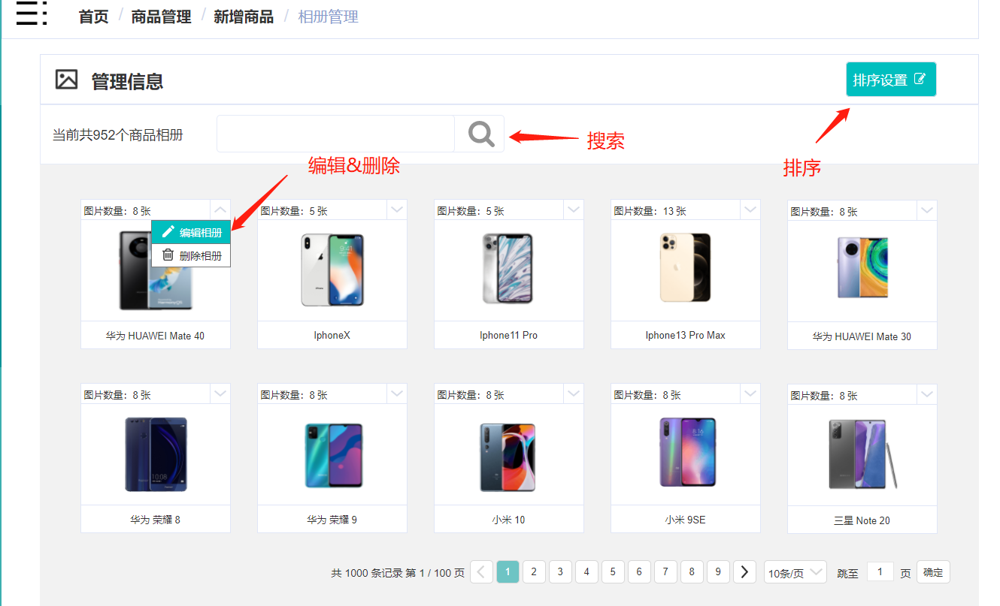 首页 / 商品管理 / 新增商品 / 相册管理
管理信息
排序设置
当前共952个商品相册
搜索
排序
编辑&删除
图片数量：8 张
图片数量：5 张
图片数量：5 张
图片数量：13 张
图片数量：8 张
编辑相册
删除相册
9:41
iPhone
HarmonyOS
华为 HUAWEI Mate 40
IphoneX
Iphone11 Pro
Iphone13 Pro Max
华为 HUAWEI Mate 30
图片数量：8 张
图片数量：8 张
图片数量：8 张
图片数量：8 张
图片数量：8 张
10:08
8:16
华为 荣耀 8
华为 荣耀 9
小米 10
小米 9SE
三星 Note 20
共 1000 条记录 第 1 / 100 页 1 2 3 4 5 6 7 8 9 10条/页 跳至 1 页 确定